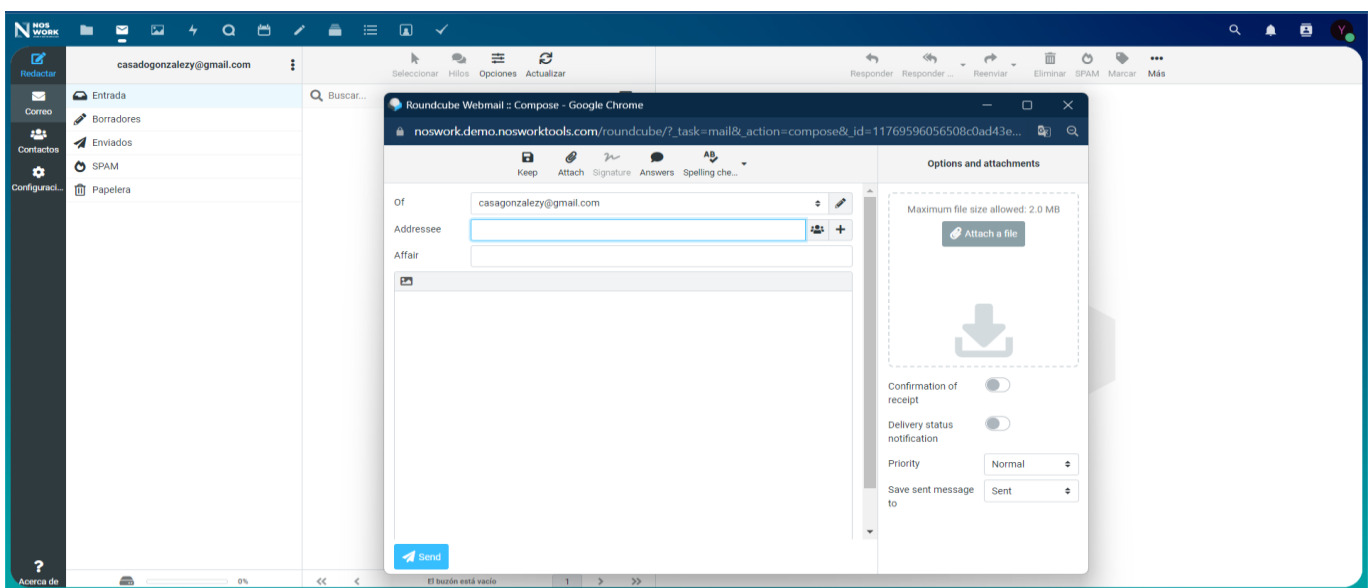 NOS
WORK
Y
Redactar
Correo
Contactos
Configuraci...
Acerca de
casadogonzalezy@gmail.com
Entrada
Borradores
Enviados
SPAM
Papelera
0%
Seleccionar Hilos Opciones Actualizar
Buscar...
El buzón está vacío
1
Responder Responder ... Reenviar Eliminar SPAM Marcar Más
Roundcube Webmail :: Compose - Google Chrome
noswork.demo.nosworktools.com/roundcube/?_task=mail&_action=compose&_id=11769596056508c0ad43e...
Keep Attach Signature Answers Spelling che...
Of casagonzalezy@gmail.com
Addressee
Affair
Send
Options and attachments
Maximum file size allowed: 2.0 MB
Attach a file
Confirmation of
receipt
Delivery status
notification
Priority Normal
Save sent message Sent
to